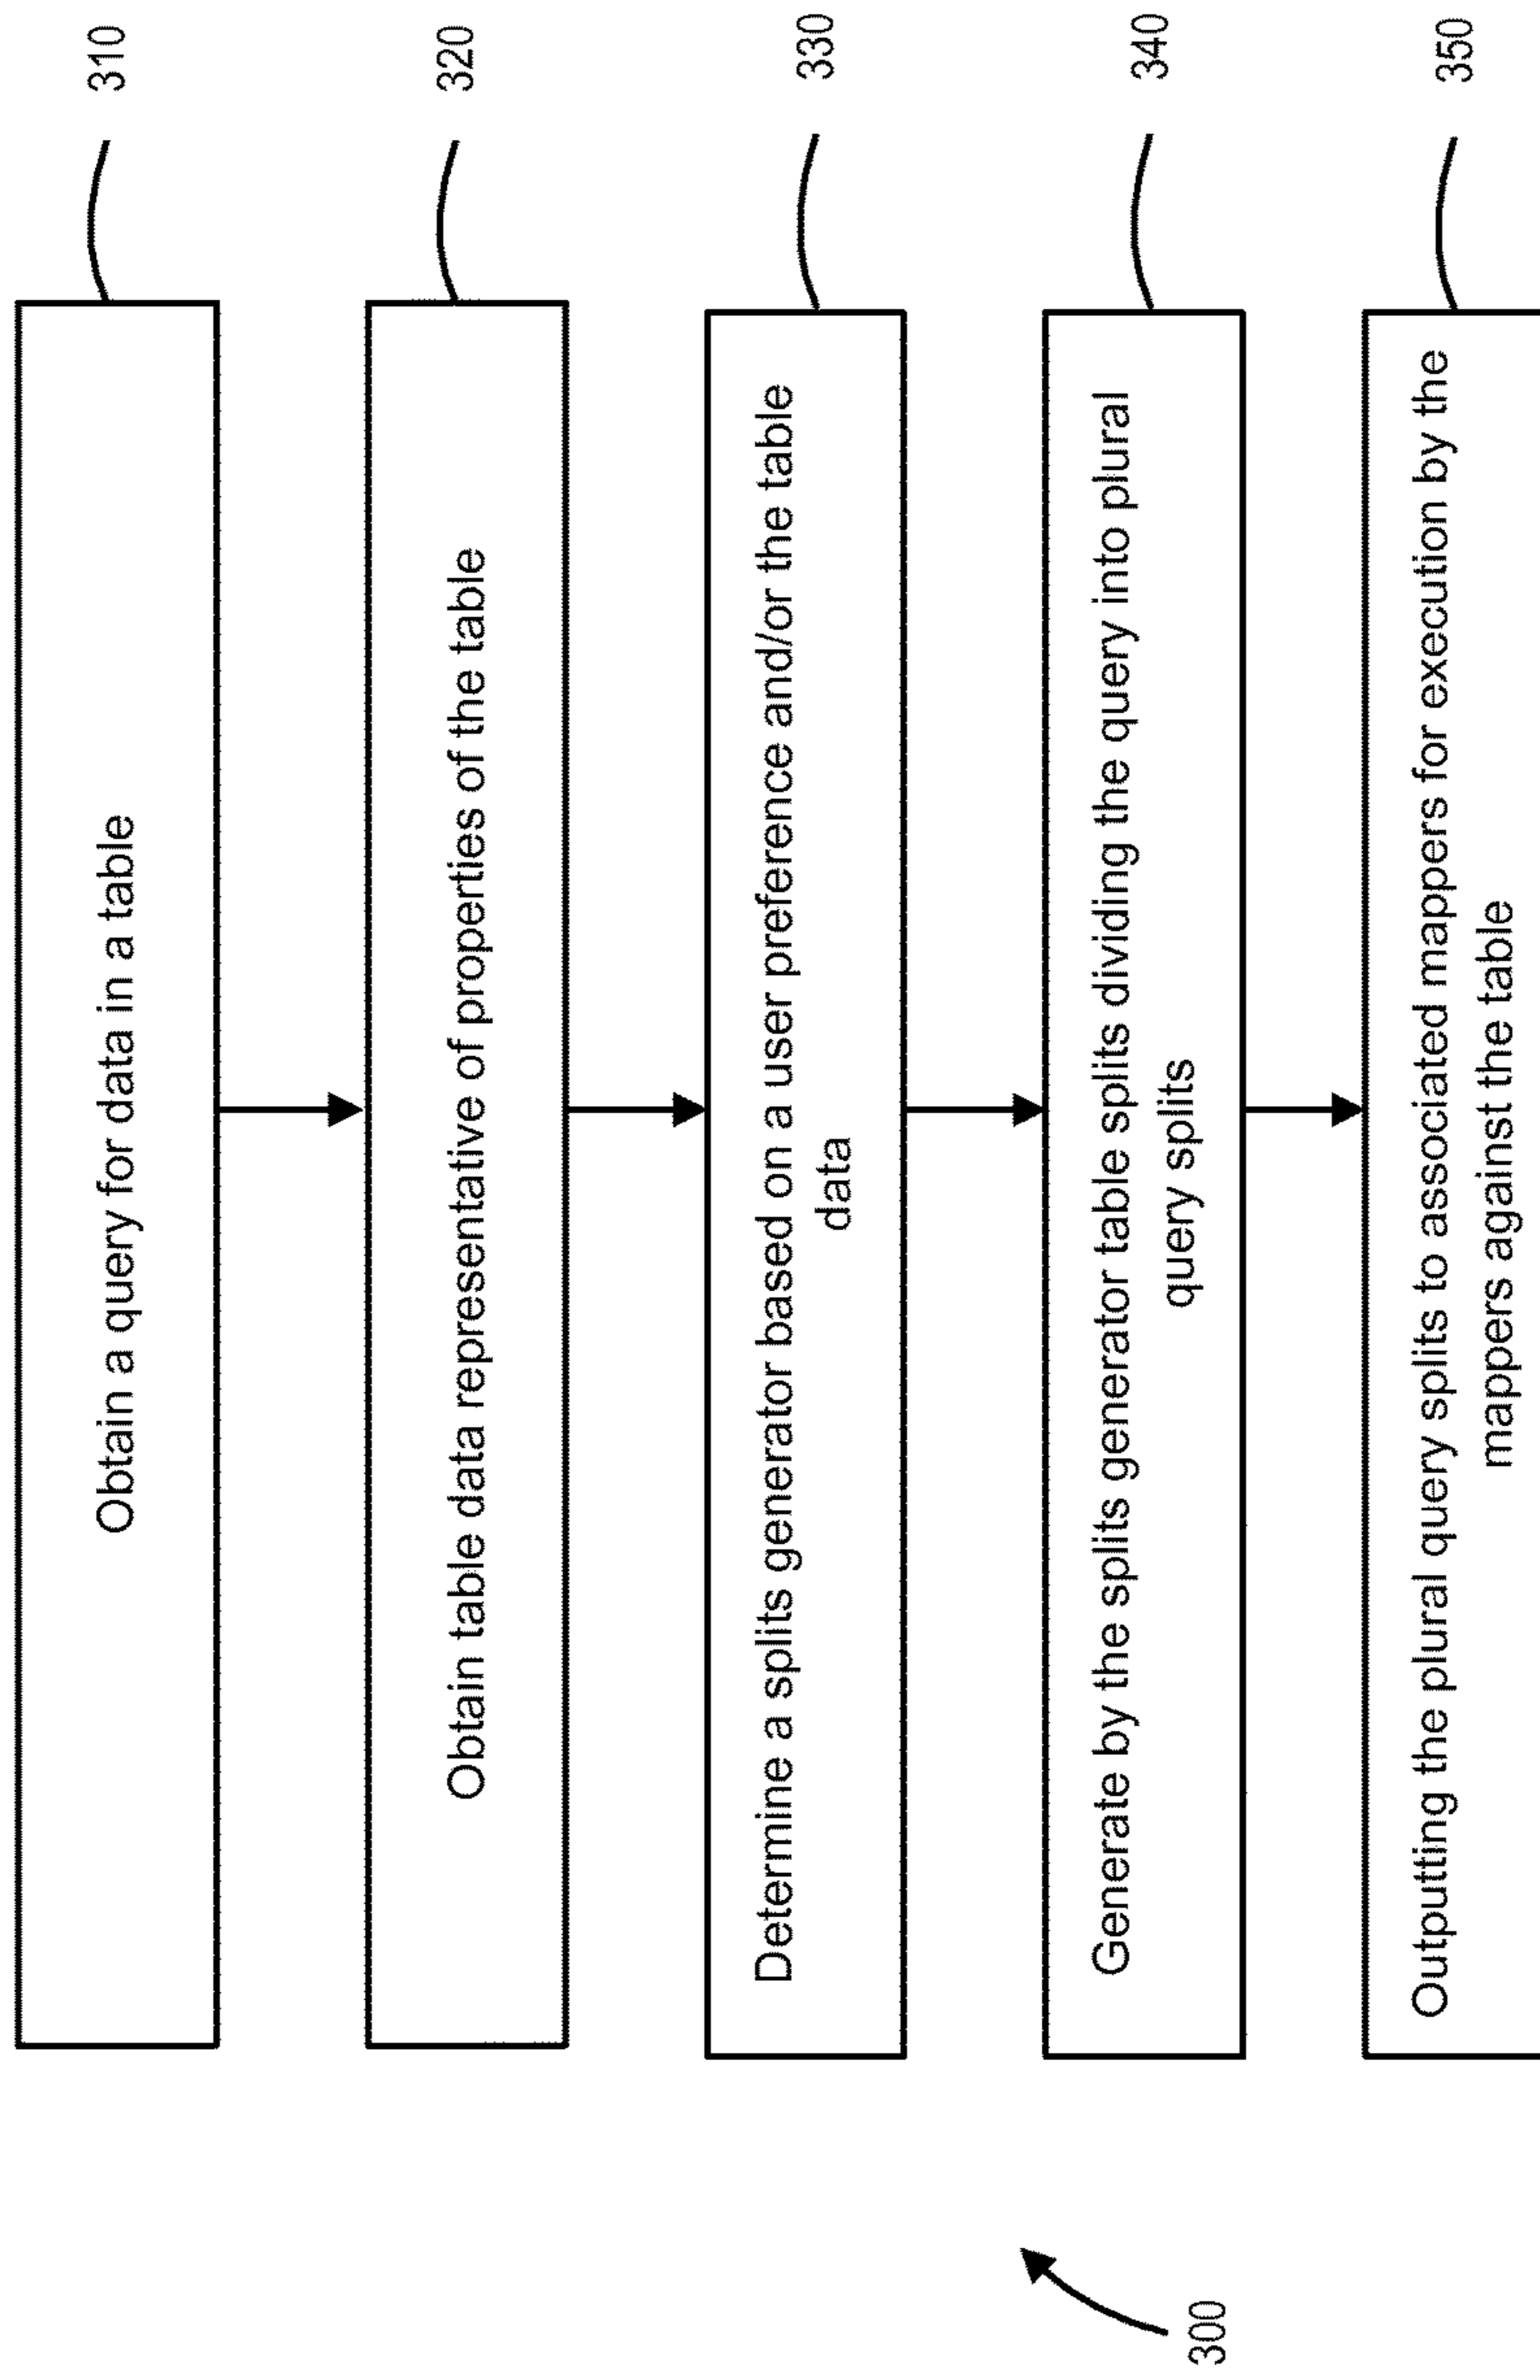 Obtain a query for data in a table
310
Obtain table data representative of properties of the table
320
Determine a splits generator based on a user preference and/or the table
data
330
Generate by the splits generator table splits dividing the query into plural
query splits
340
Outputting the plural query splits to associated mappers for execution by the
mappers against the table
350
300